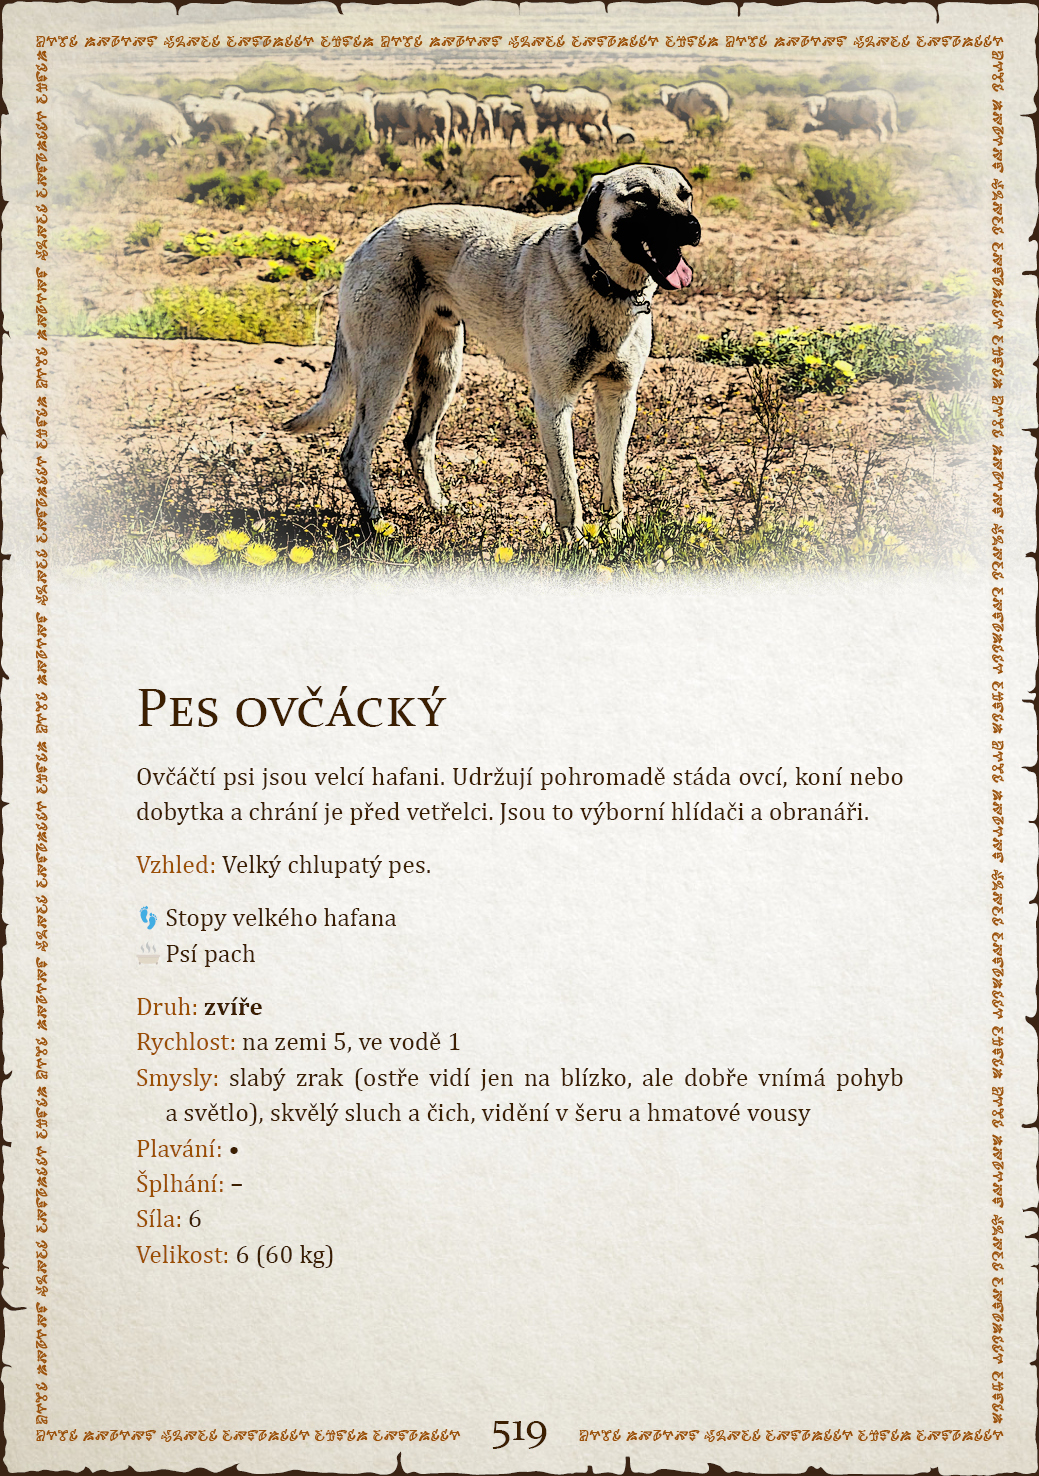 Pes ovčácký
Ovčáčtí psi jsou velcí hafani. Udržují pohromadě stáda ovcí, koní nebo
dobytka a chrání je před vetřelci. Jsou to výborní hlídači a obranáři.
Vzhled: Velký chlupatý pes.
Stopy velkého hafana
Psí pach
Druh: zvíře
Rychlost: na zemi 5, ve vodě 1
Smysly: slabý zrak (ostře vidí jen na blízko, ale dobře vnímá pohyb
a světlo), skvělý sluch a čich, vidění v šeru a hmatové vousy
Plavání: •
Šplhání: –
Síla: 6
Velikost: 6 (60 kg)
519